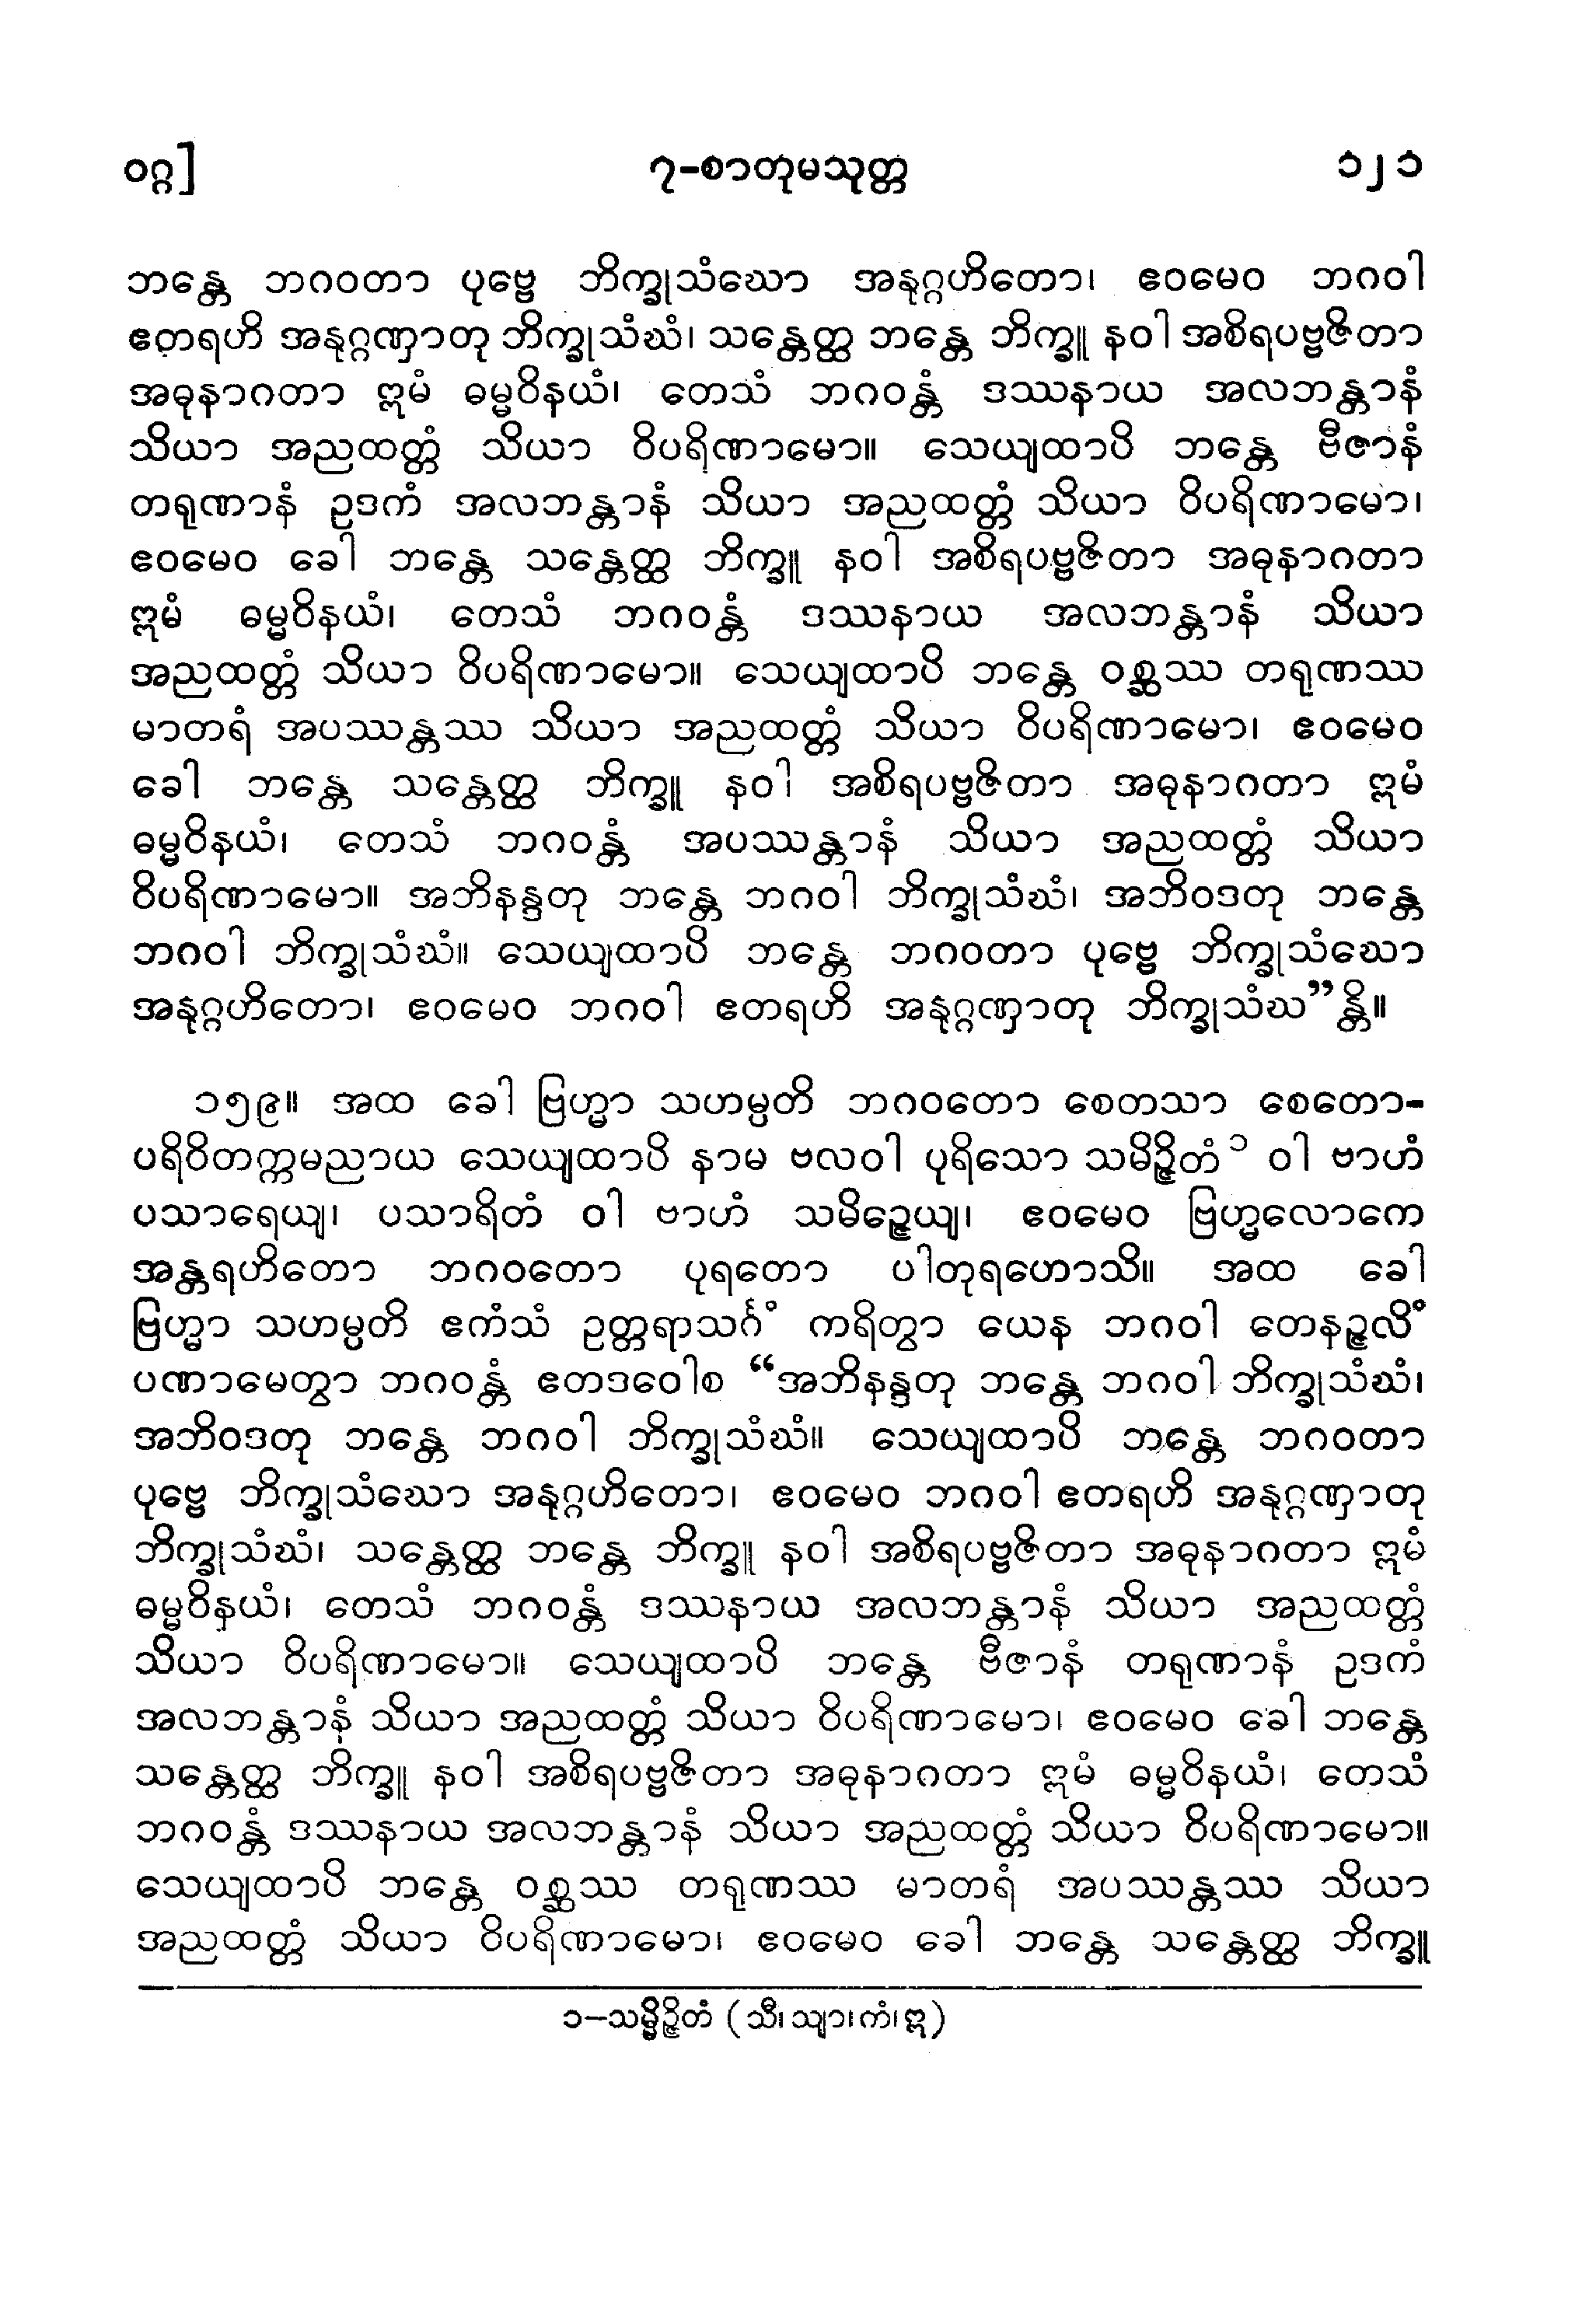 ဝဂ္ဂ] ၇-စာတုမသုတ္တ ၁၂၁
ဘန္တေ ဘဂဝတာ ပုဗ္ဗေ ဘိက္ခုသံဃော အနုဂ္ဂဟိတော၊ ဧဝမေဝ ဘဂဝါ
ဧတရဟိ အနုဂ္ဂဏှာတု ဘိက္ခုသံဃံ၊ သန္တေတ္ထ ဘန္တေ ဘိက္ခူ နဝါ အစိရပဗ္ဗဇိတာ
အဓုနာဂတာ ဣမံ ဓမ္မဝိနယံ၊ တေသံ ဘဂဝန္တံ ဒဿနာယ အလဘန္တာနံ
သိယာ အညထတ္တံ သိယာ ဝိပရိဏာမော။ သေယျထာပိ ဘန္တေ ဗီဇာနံ
တရုဏာနံ ဥဒကံ အလဘန္တာနံ သိယာ အညထတ္တံ သိယာ ဝိပရိဏာမော၊
ဧဝမေဝ ခေါ ဘန္တေ သန္တေတ္ထ ဘိက္ခူ နဝါ အစိရပဗ္ဗဇိတာ အဓုနာဂတာ
ဣမံ ဓမ္မဝိနယံ၊ တေသံ ဘဂဝန္တံ ဒဿနာယ အလဘန္တာနံ သိယာ
အညထတ္တံ သိယာ ဝိပရိဏာမော။ သေယျထာပိ ဘန္တေ ဝစ္ဆဿ တရုဏဿ
မာတရံ အပဿန္တဿ သိယာ အညထတ္တံ သိယာ ဝိပရိဏာမော၊ ဧဝမေဝ
ခေါ ဘန္တေ သန္တေတ္ထ ဘိက္ခူ နဝါ အစိရပဗ္ဗဇိတာ အဓုနာဂတာ ဣမံ
ဓမ္မဝိနယံ၊ တေသံ ဘဂဝန္တံ အပဿန္တာနံ သိယာ အညထတ္တံ သိယာ
ဝိပရိဏာမော။ အဘိနန္ဒတု ဘန္တေ ဘဂဝါ ဘိက္ခုသံဃံ၊ အဘိဝဒတု ဘန္တေ
ဘဂဝါ ဘိက္ခုသံဃံ။ သေယျထာပိ ဘန္တေ ဘဂဝတာ ပုဗ္ဗေ ဘိက္ခုသံဃော
အနုဂ္ဂဟိတော၊ ဧဝမေဝ ဘဂဝါ ဧတရဟိ အနုဂ္ဂဏှာတု ဘိက္ခုသံဃ”န္တိ။
၁၅၉။ အထ ခေါ ဗြဟ္မာ သဟမ္ပတိ ဘဂဝတော စေတသာ စေတော-
ပရိဝိတက္ကမညာယ သေယျထာပိ နာမ ဗလဝါ ပုရိသော သမိဉ္ဇိတံ၁ ဝါ ဗာဟံ
ပသာရေယျ၊ ပသာရိတံ ဝါ ဗာဟံ သမိဉ္ဇေယျ၊ ဧဝမေဝ ဗြဟ္မလောကေ
အန္တရဟိတော ဘဂဝတော ပုရတော ပါတုရဟောသိ။ အထ ခေါ
ဗြဟ္မာ သဟမ္ပတိ ဧကံသံ ဥတ္တရာသင်္ဂံ ကရိတွာ ယေန ဘဂဝါ တေနဉ္ဇလိံ
ပဏာမေတွာ ဘဂဝန္တံ ဧတဒဝေါစ “အဘိနန္ဒတု ဘန္တေ ဘဂဝါ ဘိက္ခုသံဃံ၊
အဘိဝဒတု ဘန္တေ ဘဂဝါ ဘိက္ခုသံဃံ။ သေယျထာပိ ဘန္တေ ဘဂဝတာ
ပုဗ္ဗေ ဘိက္ခုသံဃော အနုဂ္ဂဟိတော၊ ဧဝမေဝ ဘဂဝါ ဧတရဟိ အနုဂ္ဂဏှာတု
ဘိက္ခုသံဃံ၊ သန္တေတ္ထ ဘန္တေ ဘိက္ခူ နဝါ အစိရပဗ္ဗဇိတာ အဓုနာဂတာ ဣမံ
ဓမ္မဝိနယံ၊ တေသံ ဘဂဝန္တံ ဒဿနာယ အလဘန္တာနံ သိယာ အညထတ္တံ
သိယာ ဝိပရိဏာမော။ သေယျထာပိ ဘန္တေ ဗီဇာနံ တရုဏာနံ ဥဒကံ
အလဘန္တာနံ သိယာ အညထတ္တံ သိယာ ဝိပရိဏာမော၊ ဧဝမေဝ ခေါ ဘန္တေ
သန္တေတ္ထ ဘိက္ခူ နဝါ အစိရပဗ္ဗဇိတာ အဓုနာဂတာ ဣမံ ဓမ္မဝိနယံ၊ တေသံ
ဘဂဝန္တံ ဒဿနာယ အလဘန္တာနံ သိယာ အညထတ္တံ သိယာ ဝိပရိဏာမော။
သေယျထာပိ ဘန္တေ ဝစ္ဆဿ တရုဏဿ မာတရံ အပဿန္တဿ သိယာ
အညထတ္တံ သိယာ ဝိပရိဏာမော၊ ဧဝမေဝ ခေါ ဘန္တေ သန္တေတ္ထ ဘိက္ခူ
၁−သမ္မိဉ္ဇိတံ (သီ၊ သျာ၊ ကံ၊ ဣ)